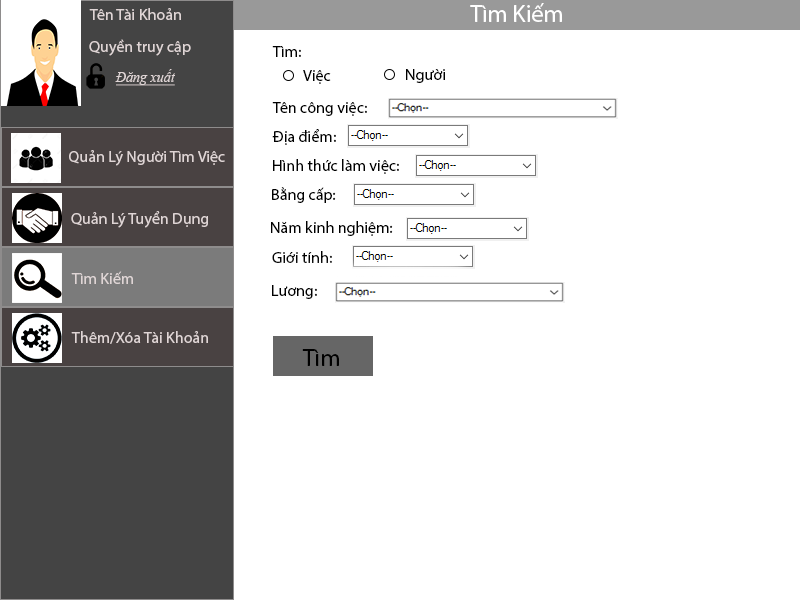 Tên Tài Khoản
Quyền truy cập
Đăng xuất
Quản Lý Người Tìm Việc
Quản Lý Tuyển Dụng
Tìm Kiếm
Thêm/Xóa Tài Khoản
Tìm Kiếm
Tìm:
Việc Người
Tên công việc: --Chọn--
Địa điểm: --Chọn--
Hình thức làm việc: --Chọn--
Bằng cấp: --Chọn--
Năm kinh nghiệm: --Chọn--
Giới tính: --Chọn--
Lương: --Chọn--
Tìm